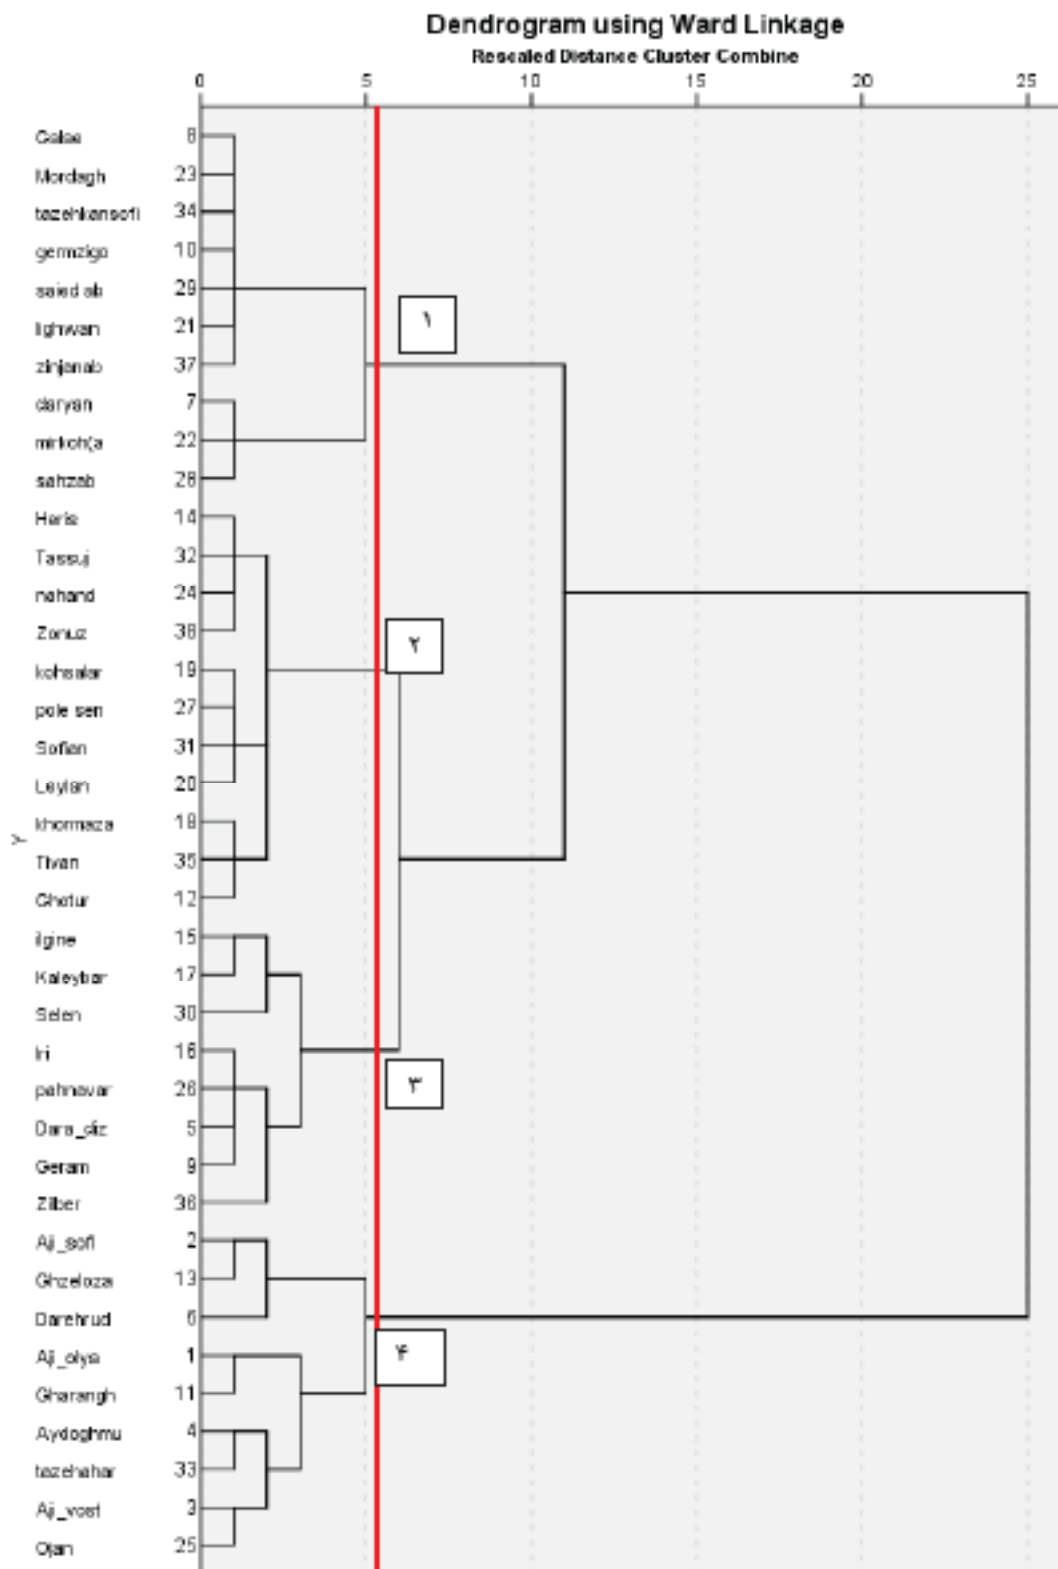 Dendrogram using Ward Linkage
Rescaled Distance Cluster Combine
0 5 10 15 20 25
Galae 8
Mordagh 23
tazehkansofi 34
germzigo 10
saied ab 29
lighwan 21
۱
zinjanab 37
daryan 7
mirkoh(a 22
sahzab 28
Heris 14
Tassuj 32
nahand 24
Zonuz 38
۲
kohsalar 19
pole sen 27
Sofian 31
Leylan 20
khormaza 18
Y
Tivan 35
Ghotur 12
ilgine 15
Kaleybar 17
Selen 30
Iri 16
۳
pahnavar 26
Dara_diz 5
Geram 9
Zilber 36
Aji_sofi 2
Ghzeloza 13
Darehrud 6
۴
Aji_olya 1
Gharangh 11
Aydoghmu 4
tazehahar 33
Aji_vost 3
Ojan 25